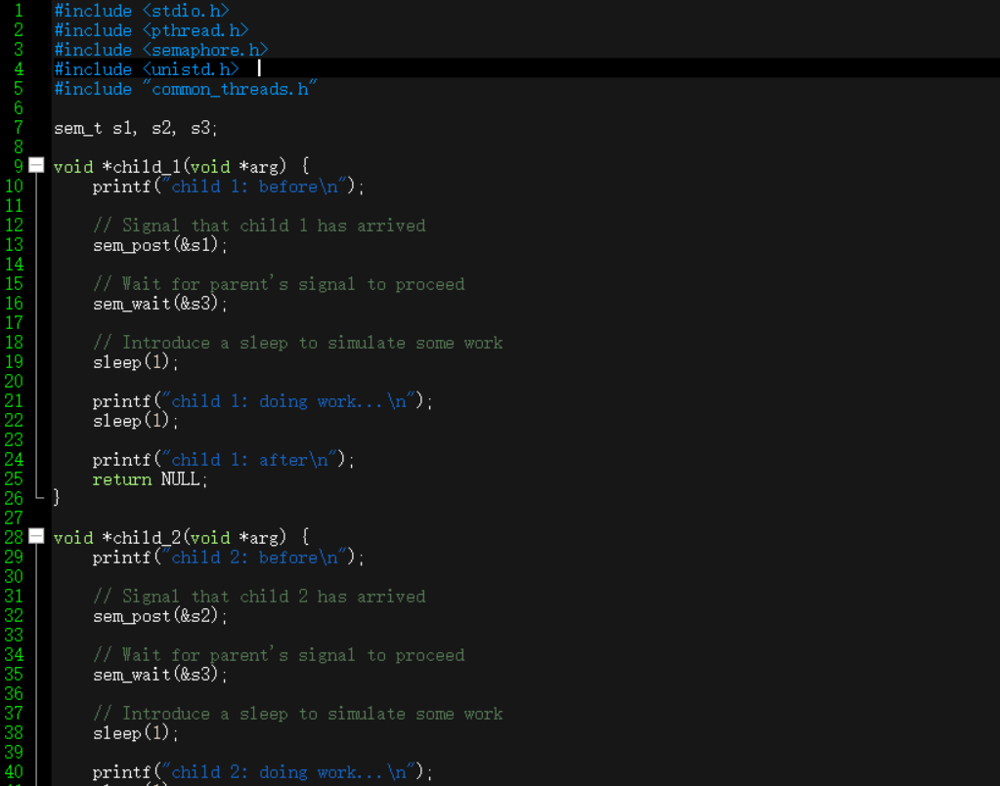 1 #include <stdio.h>
2 #include <pthread.h>
3 #include <semaphore.h>
4 #include <unistd.h>
5 #include "common_threads.h"
6
7 sem_t s1, s2, s3;
8
9 void *child_1(void *arg) {
10 printf("child 1: before\n");
11
12 // Signal that child 1 has arrived
13 sem_post(&s1);
14
15 // Wait for parent's signal to proceed
16 sem_wait(&s3);
17
18 // Introduce a sleep to simulate some work
19 sleep(1);
20
21 printf("child 1: doing work...\n");
22 sleep(1);
23
24 printf("child 1: after\n");
25 return NULL;
26 }
27
28 void *child_2(void *arg) {
29 printf("child 2: before\n");
30
31 // Signal that child 2 has arrived
32 sem_post(&s2);
33
34 // Wait for parent's signal to proceed
35 sem_wait(&s3);
36
37 // Introduce a sleep to simulate some work
38 sleep(1);
39
40 printf("child 2: doing work...\n");